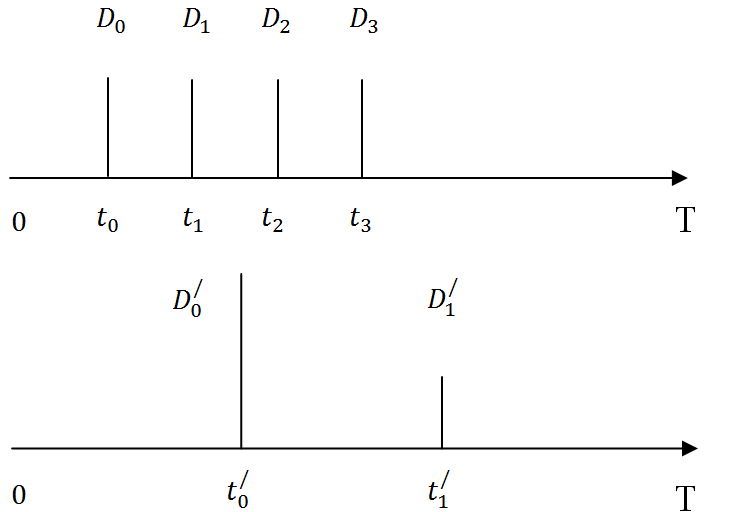 D₀ D₁ D₂ D₃
0 t₀ t₁ t₂ t₃ T
D₀′ D₁′
0 t₀′ t₁′ T